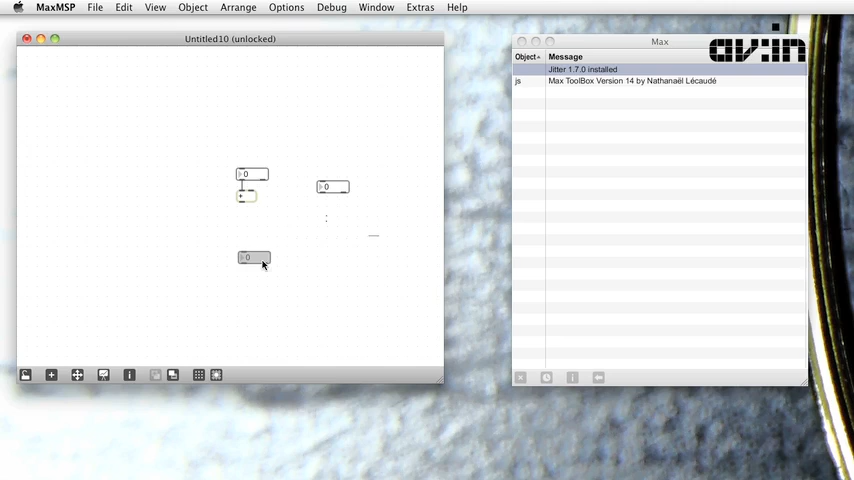 MaxMSP File Edit View Object Arrange Options Debug Window Extras Help
Untitled10 (unlocked)
Max
av:in
Object Message
Jitter 1.7.0 installed
js Max ToolBox Version 14 by Nathanaël Lécaudé
0
0
+
0